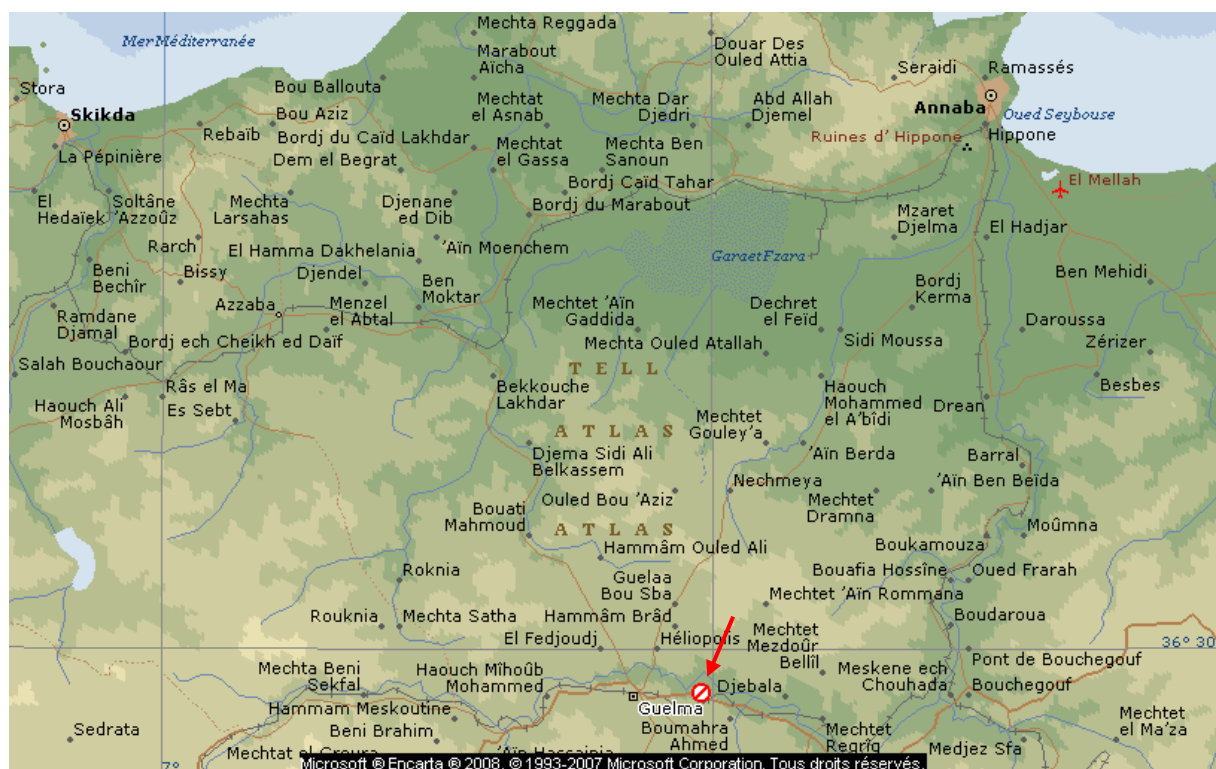 Mechta Reggada
Mer Méditerranée
Marabout
Aïcha
Douar Des
Ouled Attia
Seraidi
Ramassés
Stora
Bou Ballouta
Skikda
Bou Aziz
Mechtat
el Asnab
Mechta Dar
Djedri
Abd Allah
Djemel
Annaba
Oued Seybouse
Rebaïb
Bordj du Caïd Lakhdar
Ruines d' Hippone
Hippone
La Pépinière
Dem el Begrat
Mechtat
el Gassa
Mechta Ben
Sanoun
El Mellah
El
Hedaïek
Soltâne
'Azzoûz
Mechta
Larsahas
Djenane
ed Dib
Bordj Caïd Tahar
Bordj du Marabout
Mzaret
Djelma
El Hadjar
Rarch
El Hamma Dakhelania
'Aïn Moenchem
Garaet Fzara
Beni
Bechîr
Bissy
Djendel
Ben
Moktar
Bordj
Kerma
Ben Mehidi
Azzaba
Menzel
el Abtal
Mechtet 'Aïn
Gaddida
Dechret
el Feïd
Ramdane
Djamal
Daroussa
Bordj ech Cheikh ed Daïf
Mechta Ouled Atallah
Sidi Moussa
Zérizer
Salah Bouchaour
TELL
Râs el Ma
Bekkouche
Lakhdar
Haouch
Mohammed
el A'bîdi
Besbes
Haouch Ali
Mosbâh
Es Sebt
Drean
Mechtet
Gouley'a
ATLAS
Djema Sidi Ali
Belkassem
'Aïn Berda
Barral
Nechmeya
'Aïn Ben Beïda
Ouled Bou 'Aziz
Bouati
Mahmoud
Mechtet
Dramna
ATLAS
Moûmna
Hammâm Ouled Ali
Boukamouza
Roknia
Guelaa
Bou Sba
Bouafia Hossîne
Oued Frarah
Mechtet 'Aïn Rommana
Rouknia
Mechta Satha
Hammâm Brâd
Boudaroua
El Fedjoudj
Héliopolis
Mechtet
Mezdoûr
Bellîl
36° 30
Mechta Beni
Sekfal
Haouch Mîhoûb
Mohammed
Meskene ech
Chouhada
Pont de Bouchegouf
Djebala
Bouchegouf
Hammam Meskoutine
Guelma
Sedrata
Beni Brahim
Boumahra
Ahmed
Mechtet
Regrîg
Mechtet
el Ma'za
Medjez Sfa
Mechtat el Groura
'Aïn Hassainia
7°
Microsoft ® Encarta ® 2008. © 1993-2007 Microsoft Corporation. Tous droits réservés.